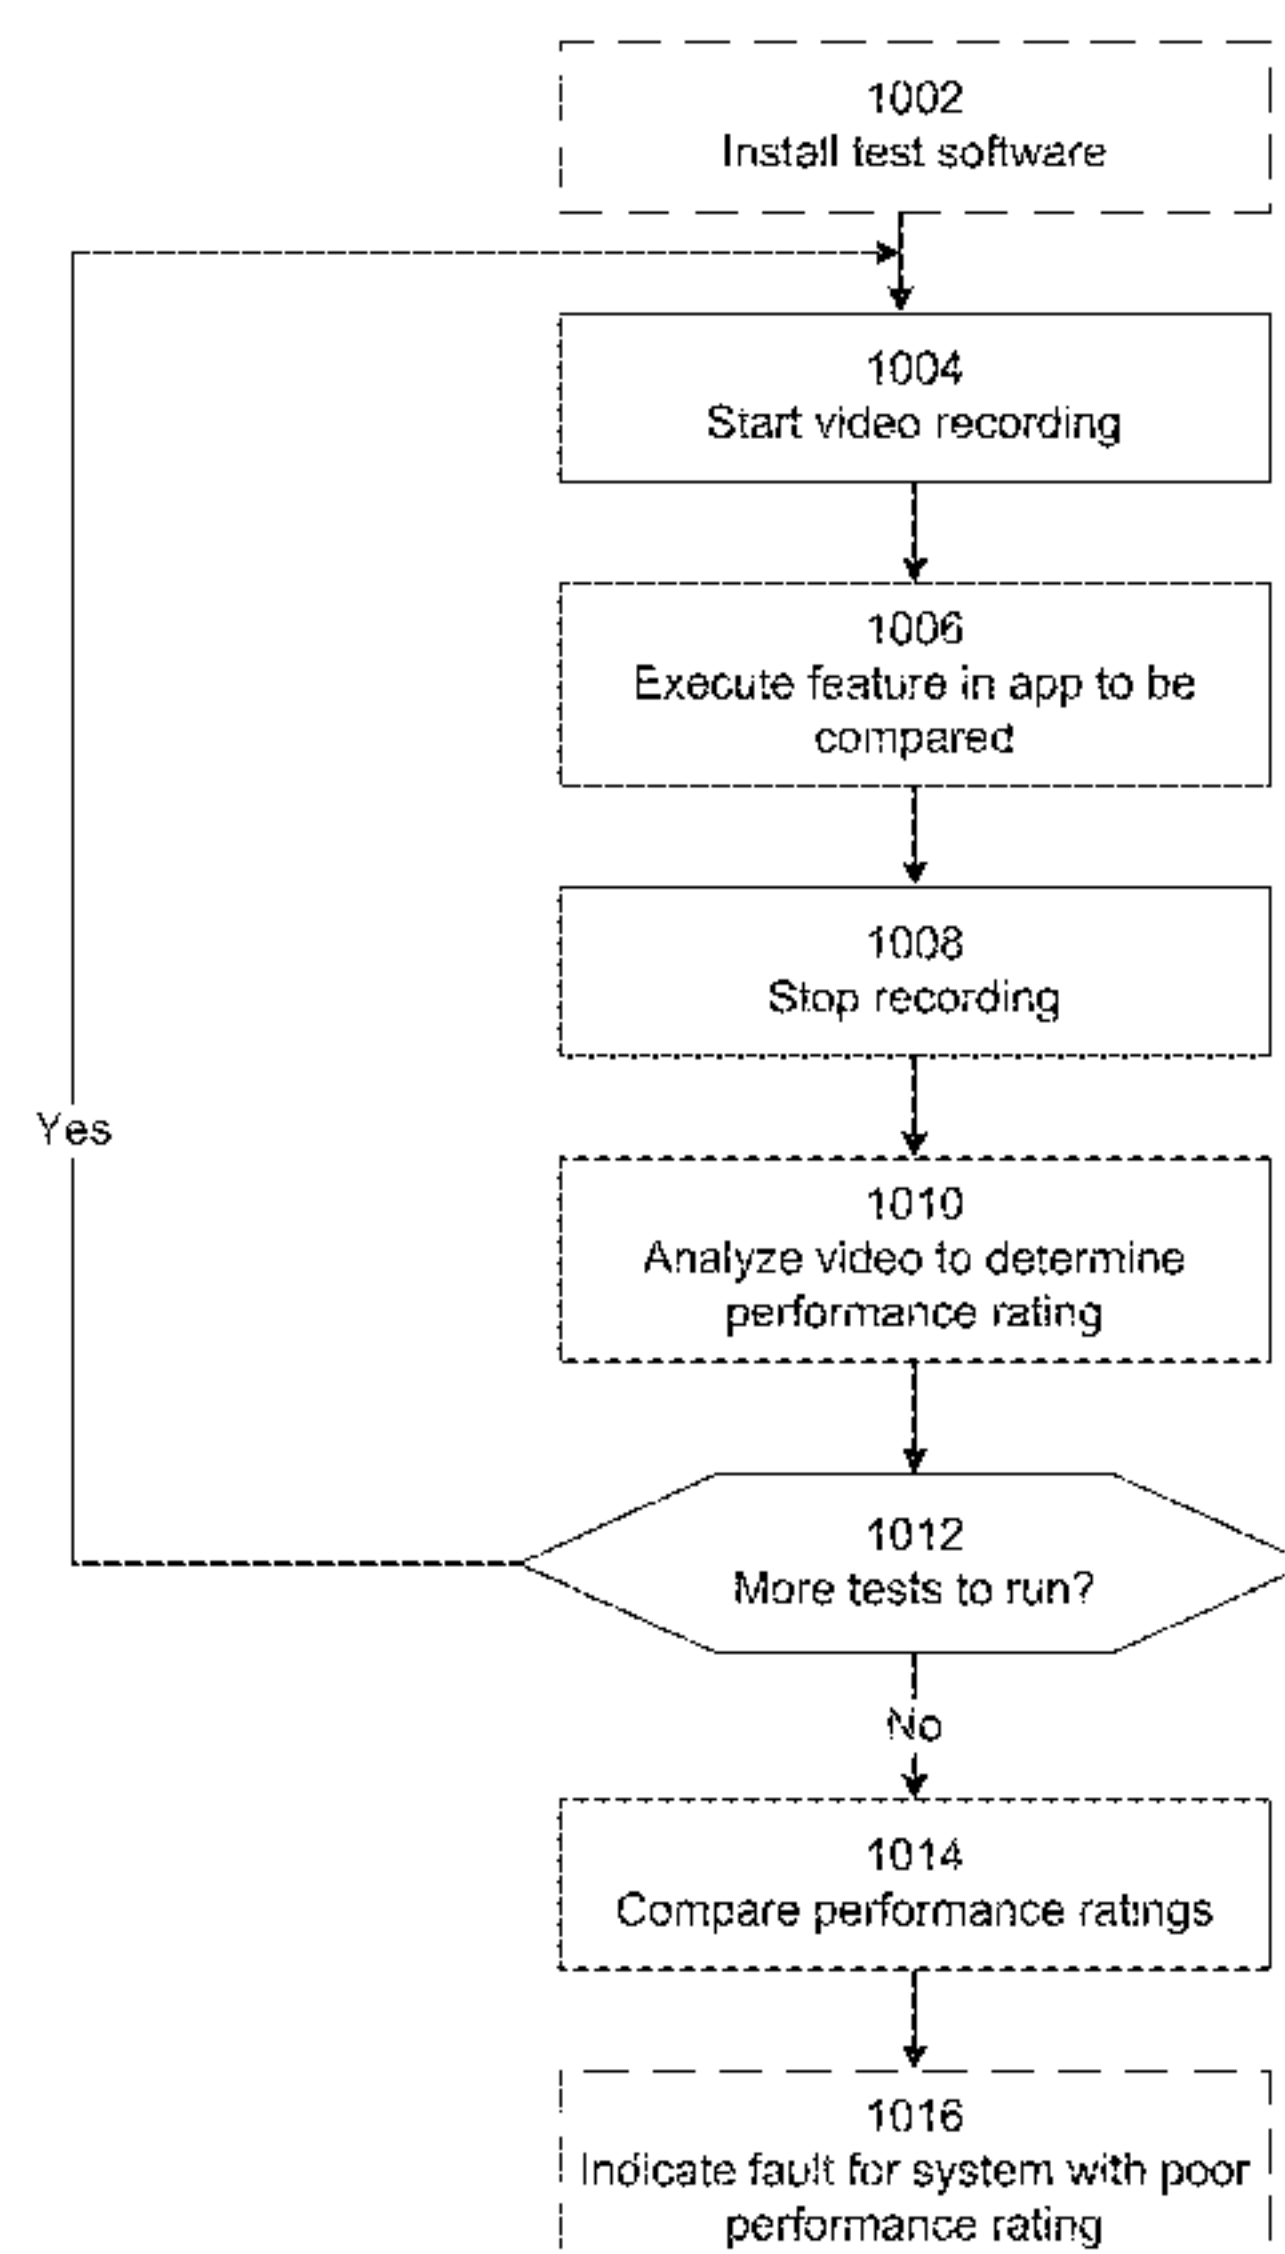 1002
Install test software
1004
Start video recording
1006
Execute feature in app to be
compared
1008
Stop recording
Yes
1010
Analyze video to determine
performance rating
1012
More tests to run?
No
1014
Compare performance ratings
1016
Indicate fault for system with poor
performance rating